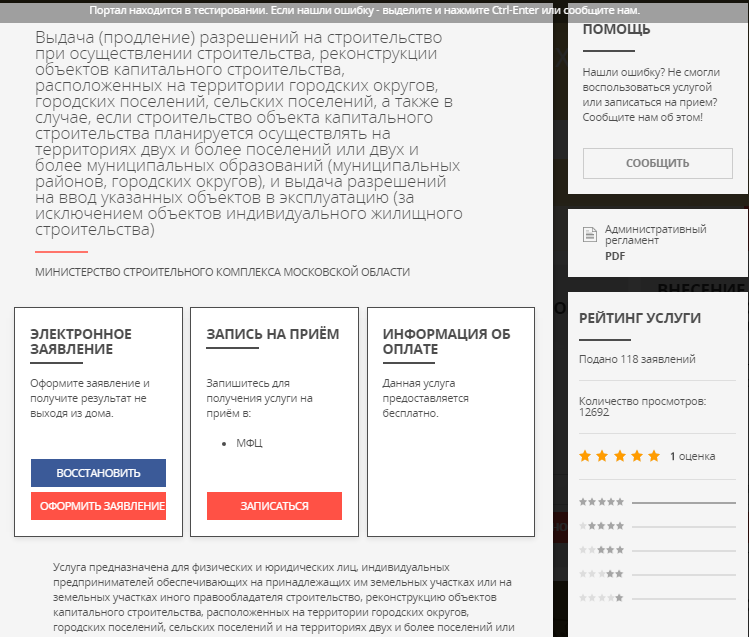 Портал находится в тестировании. Если нашли ошибку - выделите и нажмите Ctrl-Enter или сообщите нам.
Выдача (продление) разрешений на строительство
при осуществлении строительства, реконструкции
объектов капитального строительства,
расположенных на территории городских округов,
городских поселений, сельских поселений, а также в
случае, если строительство объекта капитального
строительства планируется осуществлять на
территориях двух и более поселений или двух и
более муниципальных образований (муниципальных
районов, городских округов), и выдача разрешений
на ввод указанных объектов в эксплуатацию (за
исключением объектов индивидуального жилищного
строительства)
МИНИСТЕРСТВО СТРОИТЕЛЬНОГО КОМПЛЕКСА МОСКОВСКОЙ ОБЛАСТИ
ЭЛЕКТРОННОЕ
ЗАЯВЛЕНИЕ
Оформите заявление и
получите результат не
выходя из дома.
ВОССТАНОВИТЬ
ОФОРМИТЬ ЗАЯВЛЕНИЕ
ЗАПИСЬ НА ПРИЁМ
Запишитесь для
получения услуги на
приём в:
• МФЦ
ЗАПИСАТЬСЯ
ИНФОРМАЦИЯ ОБ
ОПЛАТЕ
Данная услуга
предоставляется
бесплатно.
Услуга предназначена для физических и юридических лиц, индивидуальных
предпринимателей обеспечивающих на принадлежащих им земельных участках или на
земельных участках иного правообладателя строительство, реконструкцию объектов
капитального строительства, расположенных на территории городских округов,
городских поселений, сельских поселений и на территориях двух и более поселений или
ПОМОЩЬ
Нашли ошибку? Не смогли
воспользоваться услугой
или записаться на прием?
Сообщите нам об этом!
СООБЩИТЬ
Административный
регламент
PDF
ВНЕСЕНИЕ
РЕЙТИНГ УСЛУГИ
Подано 118 заявлений
Количество просмотров:
12692
1 оценка